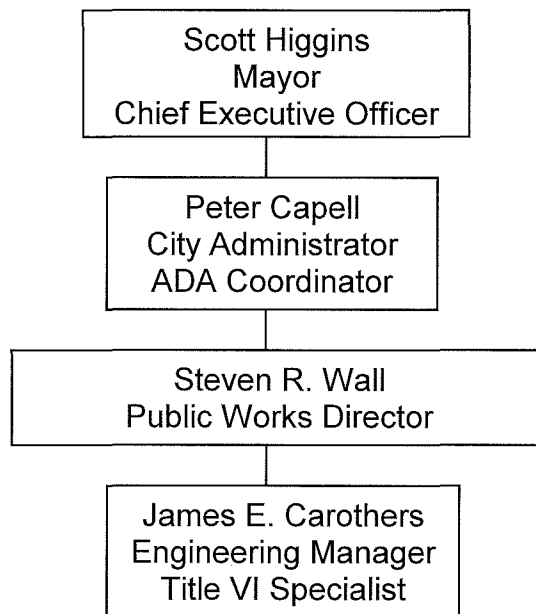 Scott Higgins
Mayor
Chief Executive Officer
Peter Capell
City Administrator
ADA Coordinator
Steven R. Wall
Public Works Director
James E. Carothers
Engineering Manager
Title VI Specialist